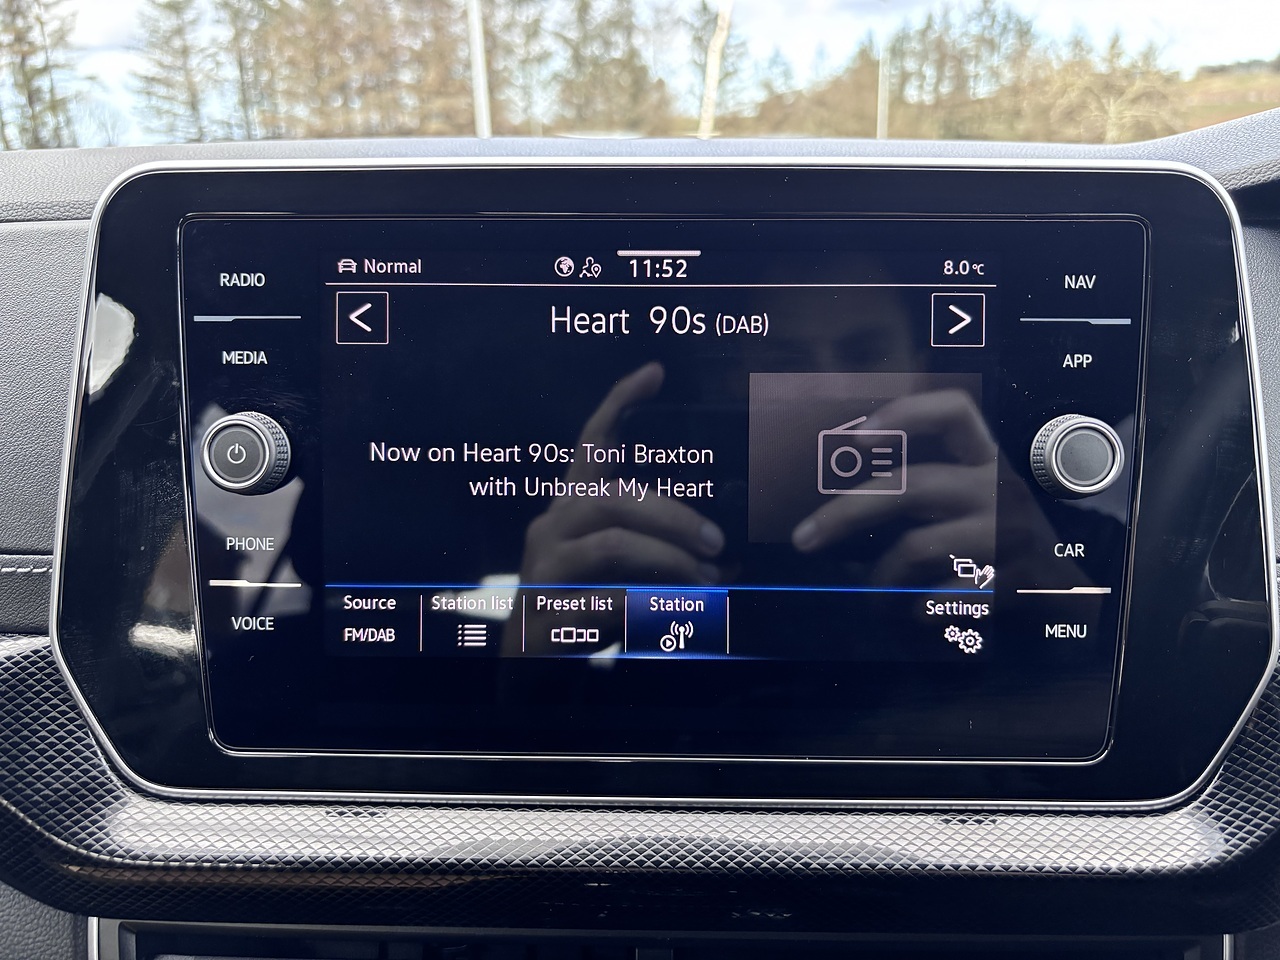 Normal 11:52 8.0°C
RADIO
NAV
Heart 90s (DAB)
MEDIA
APP
Now on Heart 90s: Toni Braxton
with Unbreak My Heart
PHONE
CAR
Source Station list Preset list Station Settings
FM/DAB
VOICE
MENU